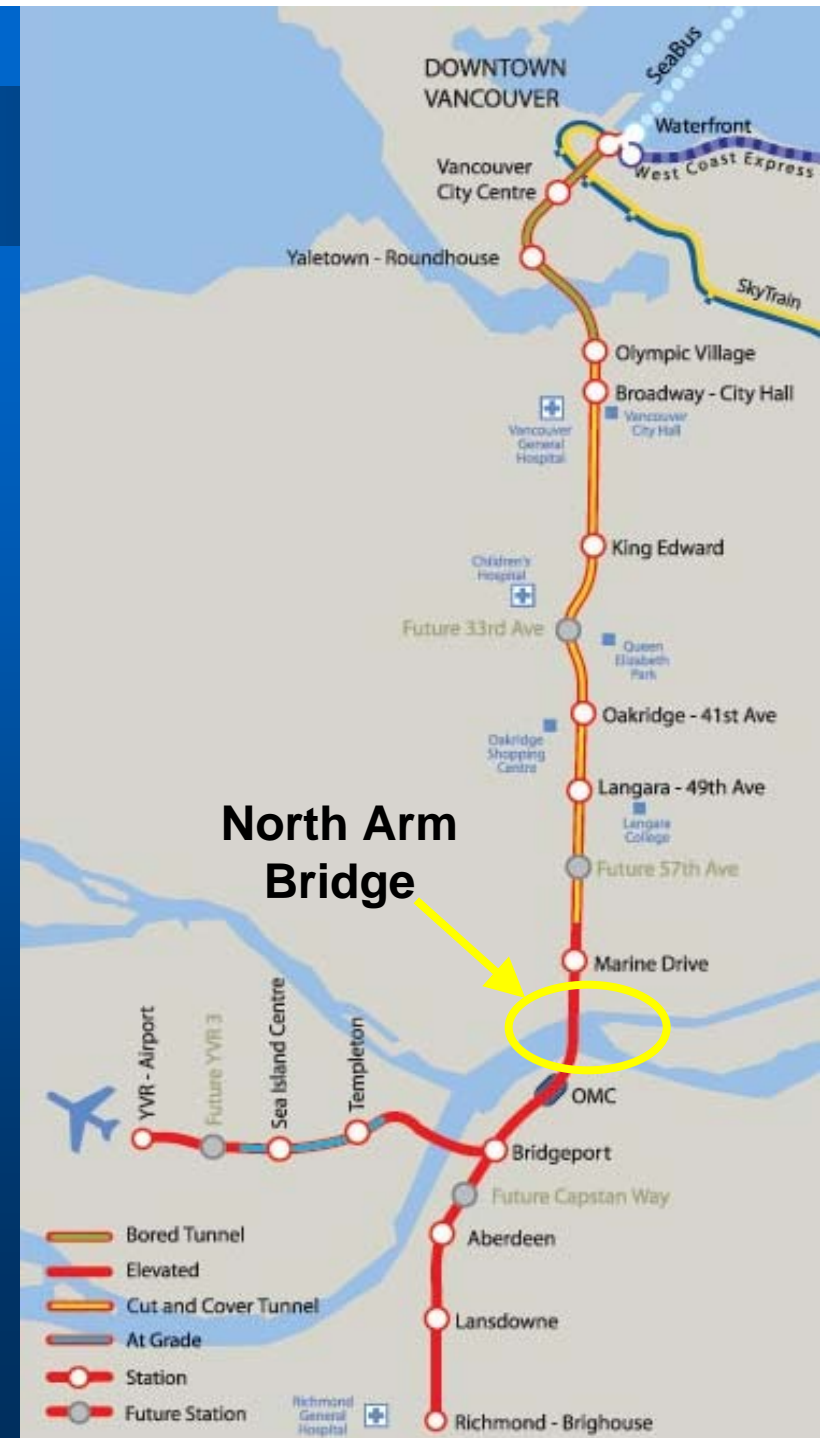 DOWNTOWN
VANCOUVER
SeaBus
Waterfront
West Coast Express
Vancouver
City Centre
Yaletown - Roundhouse
SkyTrain
Olympic Village
Broadway - City Hall
Vancouver
General
Hospital
Vancouver
City Hall
King Edward
Children's
Hospital
Future 33rd Ave
Queen
Elizabeth
Park
Oakridge - 41st Ave
Oakridge
Shopping
Centre
Langara - 49th Ave
Langara
College
North Arm
Bridge
Future 57th Ave
Marine Drive
YVR - Airport
Future YVR 3
Sea Island Centre
Templeton
OMC
Bridgeport
Future Capstan Way
Aberdeen
Lansdowne
Richmond - Brighouse
Richmond
General
Hospital
Bored Tunnel
Elevated
Cut and Cover Tunnel
At Grade
Station
Future Station